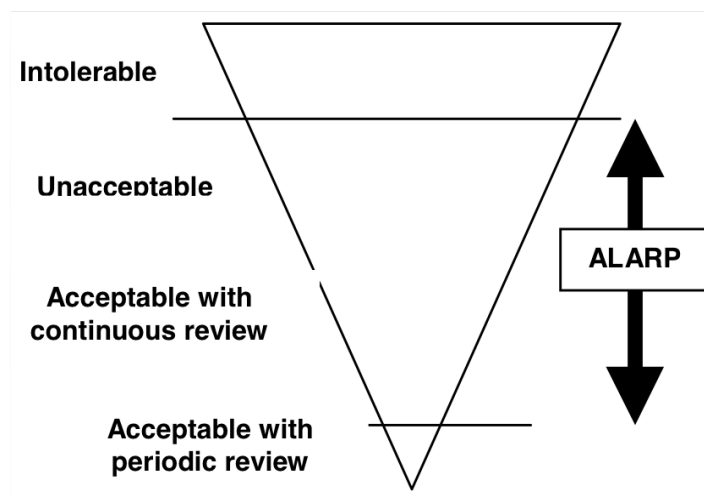 Intolerable
Unacceptable
ALARP
Acceptable with
continuous review
Acceptable with
periodic review